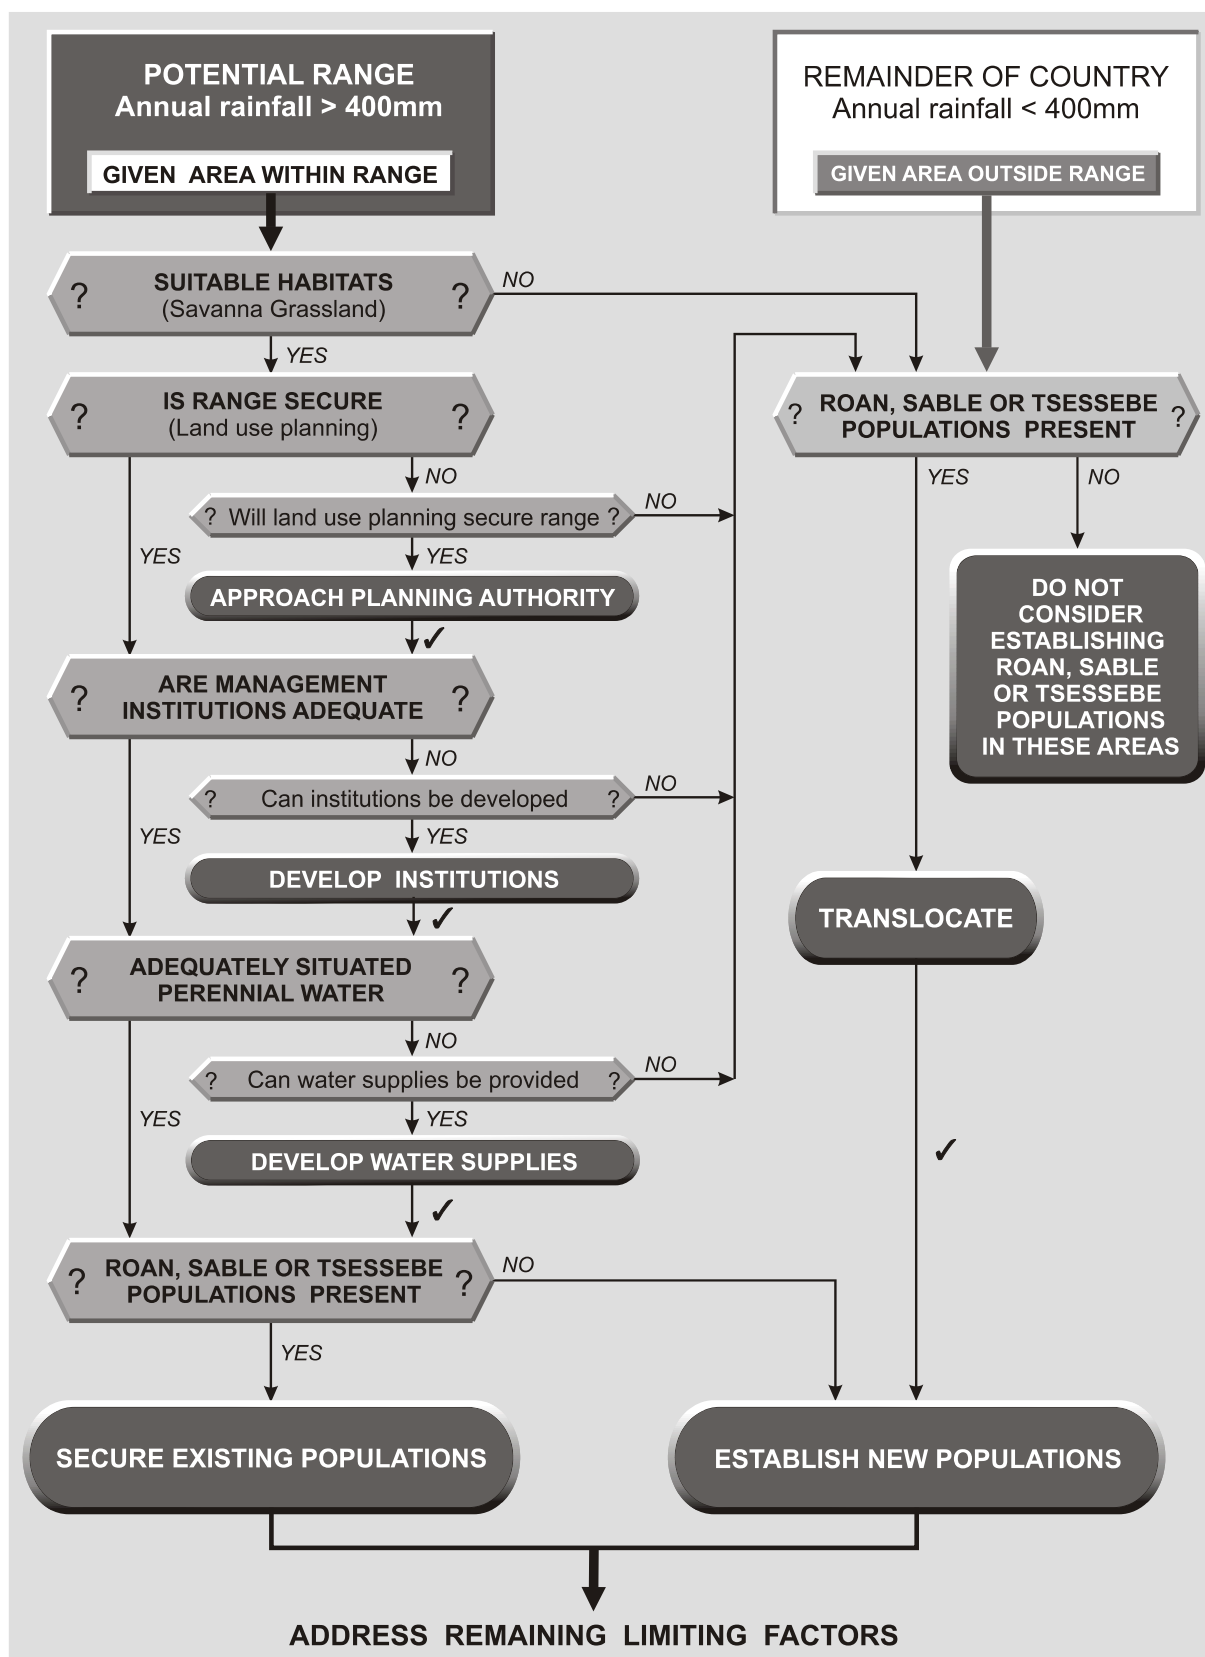 POTENTIAL RANGE
Annual rainfall > 400mm
GIVEN AREA WITHIN RANGE
REMAINDER OF COUNTRY
Annual rainfall < 400mm
GIVEN AREA OUTSIDE RANGE
? SUITABLE HABITATS ?
(Savanna Grassland)
NO
YES
? IS RANGE SECURE ?
(Land use planning)
? ROAN, SABLE OR TSESSEBE ?
POPULATIONS PRESENT
NO
YES
NO
? Will land use planning secure range ?
NO
YES
YES
APPROACH PLANNING AUTHORITY
✓
DO NOT
CONSIDER
ESTABLISHING
ROAN, SABLE
OR TSESSEBE
POPULATIONS
IN THESE AREAS
? ARE MANAGEMENT ?
INSTITUTIONS ADEQUATE
NO
? Can institutions be developed ?
NO
YES
YES
DEVELOP INSTITUTIONS
✓
TRANSLOCATE
? ADEQUATELY SITUATED ?
PERENNIAL WATER
NO
? Can water supplies be provided ?
NO
YES
YES
DEVELOP WATER SUPPLIES
✓
✓
? ROAN, SABLE OR TSESSEBE ?
POPULATIONS PRESENT
NO
YES
SECURE EXISTING POPULATIONS
ESTABLISH NEW POPULATIONS
ADDRESS REMAINING LIMITING FACTORS